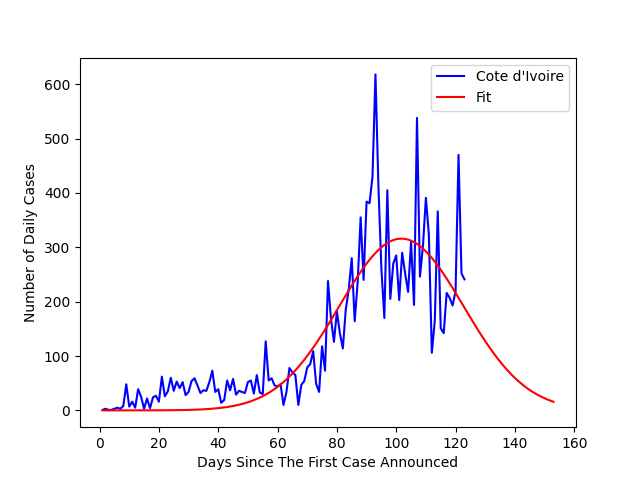 Cote d'Ivoire
Fit
Number of Daily Cases
600
500
400
300
200
100
0
0 20 40 60 80 100 120 140 160
Days Since The First Case Announced